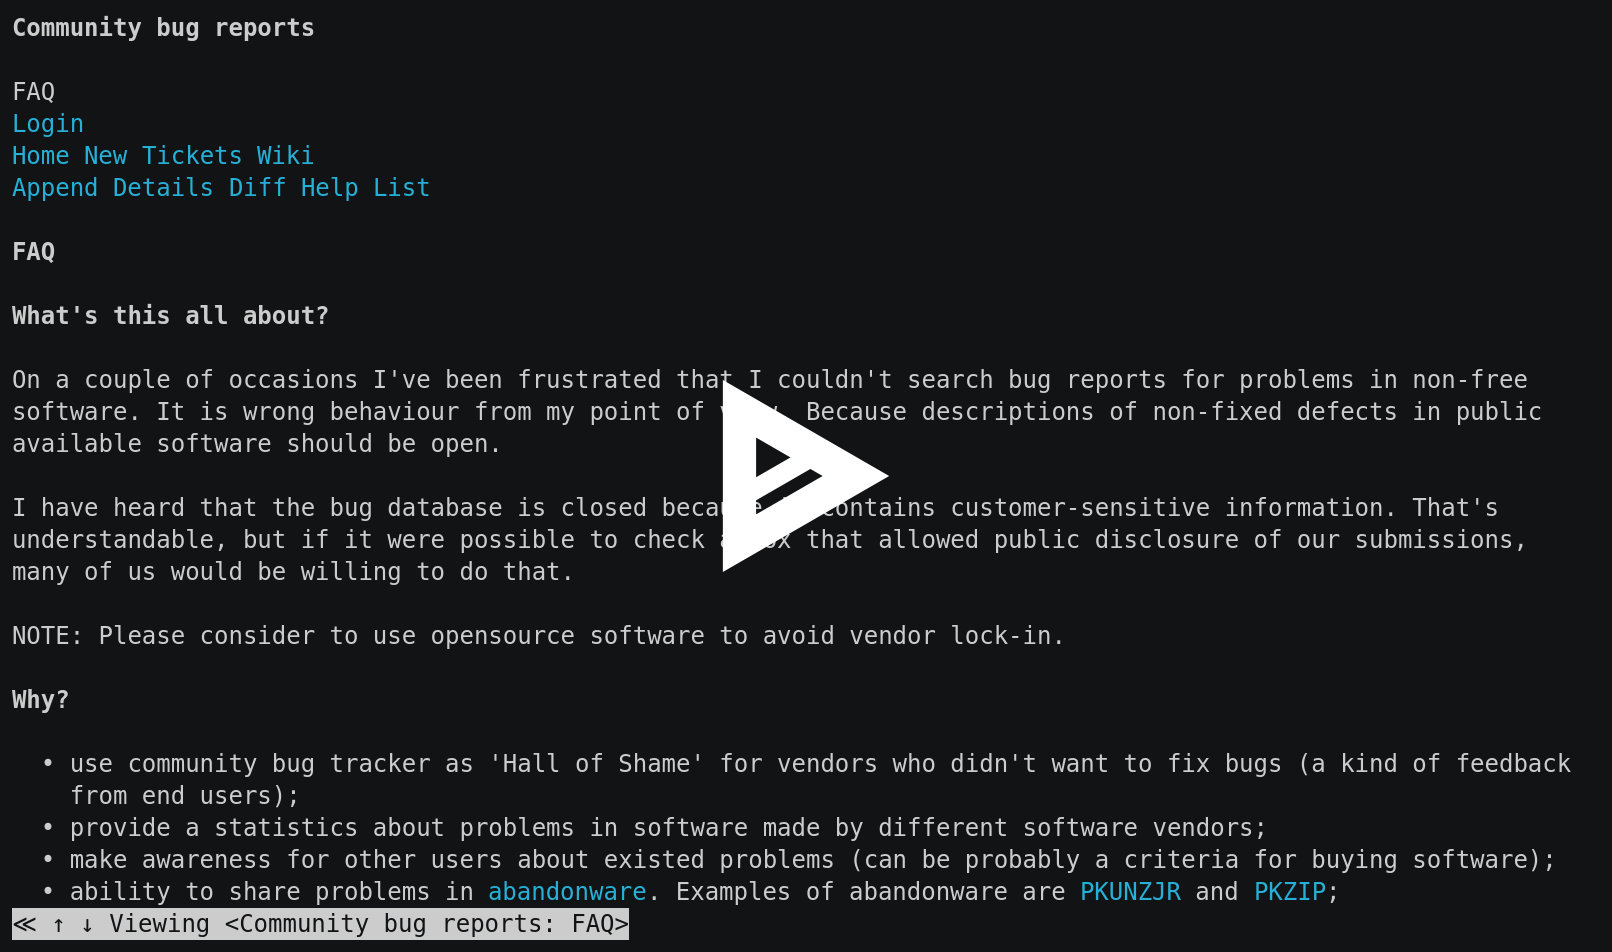 Community bug reports
FAQ
Login
Home New Tickets Wiki
Append Details Diff Help List
FAQ
What's this all about?
On a couple of occasions I've been frustrated that I couldn't search bug reports for problems in non-free
software. It is wrong behaviour from my point of Because descriptions of non-fixed defects in public
available software should be open.
I have heard that the bug database is closed contains customer-sensitive information. That's
understandable, but if it were possible to check that allowed public disclosure of our submissions,
many of us would be willing to do that.
NOTE: Please consider to use opensource software to avoid vendor lock-in.
Why?
• use community bug tracker as 'Hall of Shame' for vendors who didn't want to fix bugs (a kind of feedback
from end users);
• provide a statistics about problems in software made by different software vendors;
• make awareness for other users about existed problems (can be probably a criteria for buying software);
• ability to share problems in abandonware. Examples of abandonware are PKUNZJR and PKZIP;
≪ ↑ ↓ Viewing <Community bug reports: FAQ>